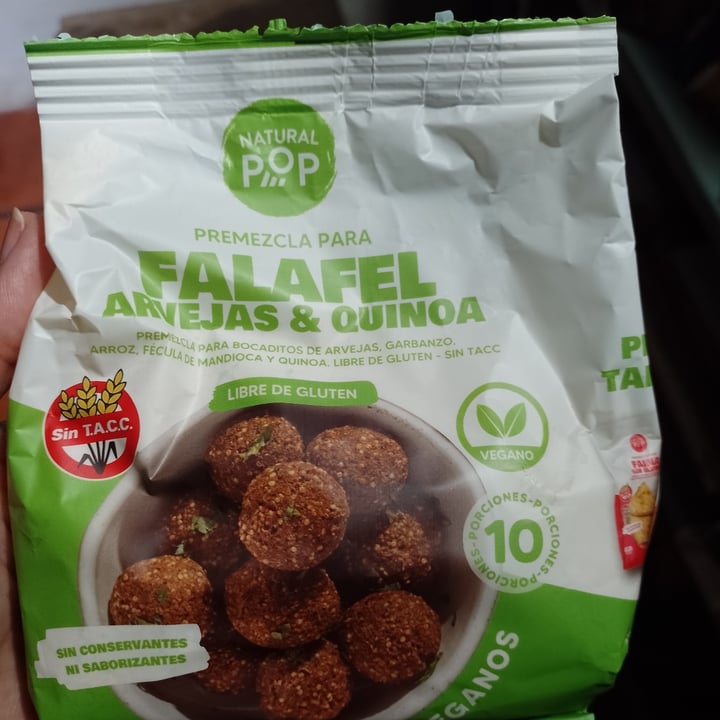 NATURAL
POP
PREMEZCLA PARA
FALAFEL
ARVEJAS & QUINOA
PREMEZCLA PARA BOCADITOS DE ARVEJAS, GARBANZO,
ARROZ, FÉCULA DE MANDIOCA Y QUINOA. LIBRE DE GLUTEN - SIN TACC
LIBRE DE GLUTEN
Sin T.A.C.C.
VEGANO
PORCIONES-PORCIONES-PORCIONES-PORCIONES-
10
SIN CONSERVANTES
NI SABORIZANTES